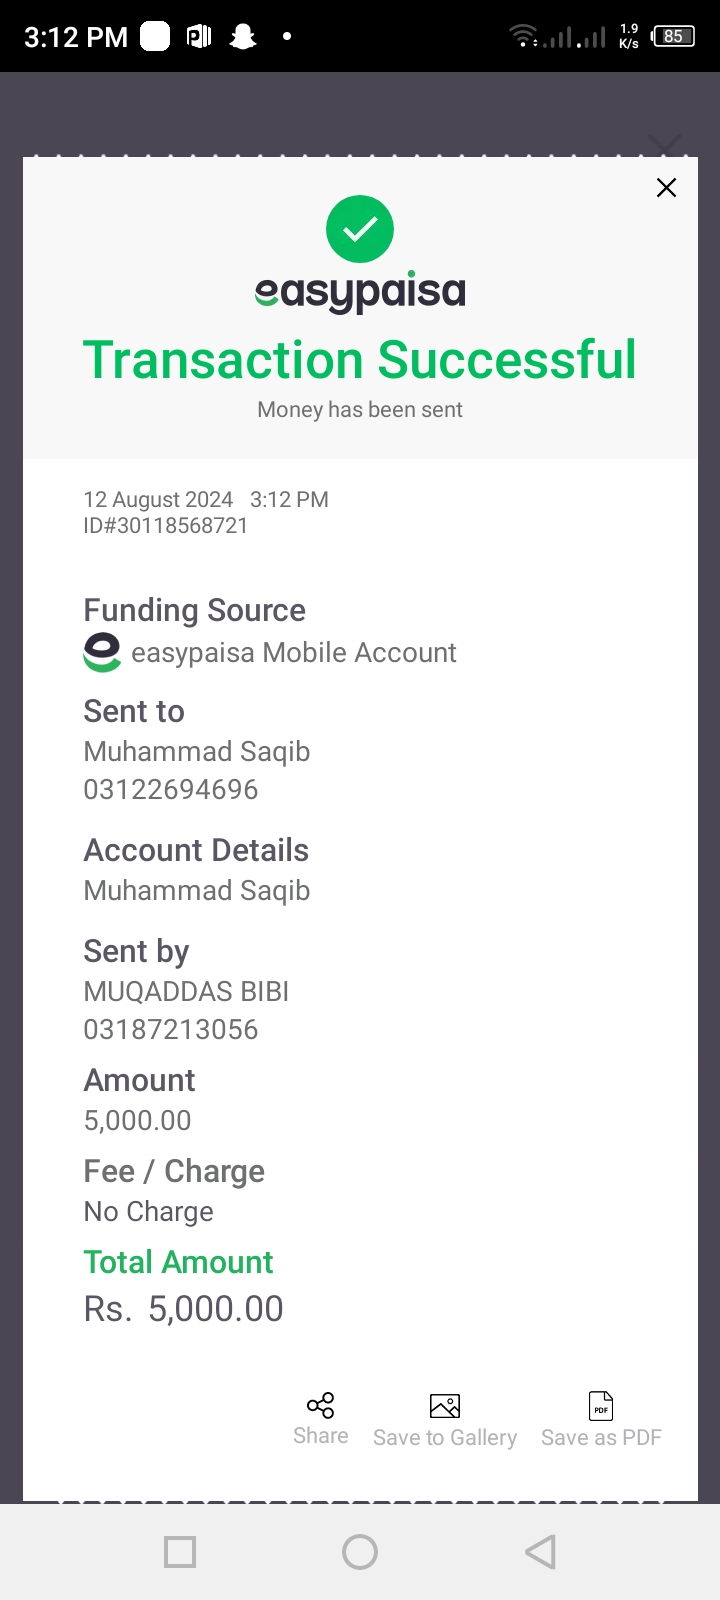 3:12 PM
1.9
K/s
85
easypaisa
Transaction Successful
Money has been sent
12 August 2024 3:12 PM
ID#30118568721
Funding Source
easypaisa Mobile Account
Sent to
Muhammad Saqib
03122694696
Account Details
Muhammad Saqib
Sent by
MUQADDAS BIBI
03187213056
Amount
5,000.00
Fee / Charge
No Charge
Total Amount
Rs. 5,000.00
PDF
Share Save to Gallery Save as PDF